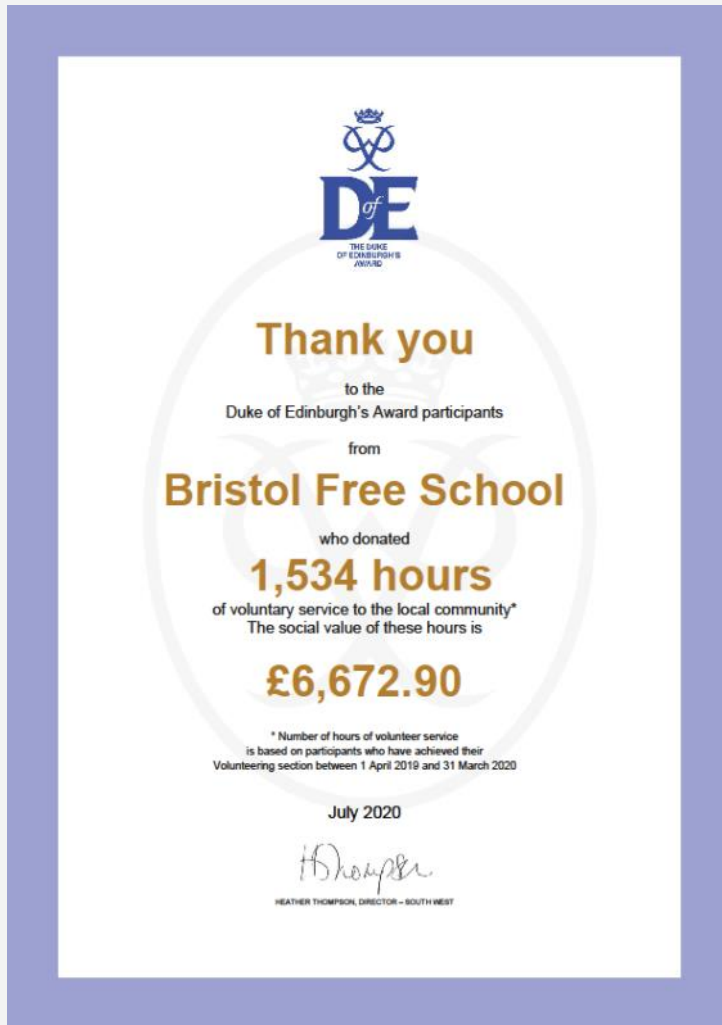 DofE
THE DUKE
OF EDINBURGH'S
AWARD
Thank you
to the
Duke of Edinburgh's Award participants
from
Bristol Free School
who donated
1,534 hours
of voluntary service to the local community*
The social value of these hours is
£6,672.90
* Number of hours of volunteer service
is based on participants who have achieved their
Volunteering section between 1 April 2019 and 31 March 2020
July 2020
HThompson
HEATHER THOMPSON, DIRECTOR – SOUTH WEST